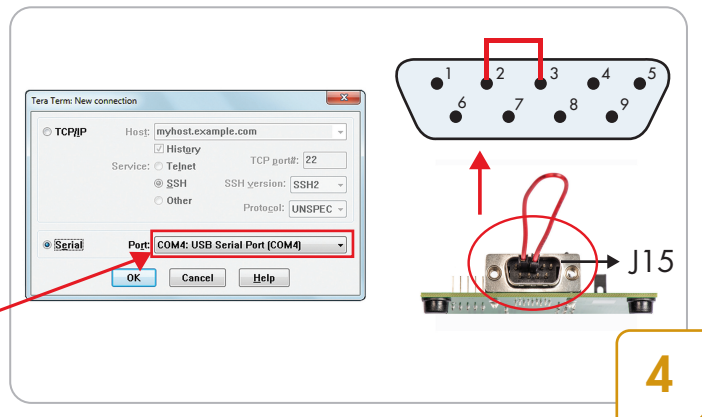 Tera Term: New connection
TCP/IP
Host: myhost.example.com
History
Service: Telnet
TCP port#: 22
SSH
SSH version: SSH2
Other
Protocol: UNSPEC
Serial
Port: COM4: USB Serial Port (COM4)
OK Cancel Help
1 2 3 4 5
6 7 8 9
J15
4